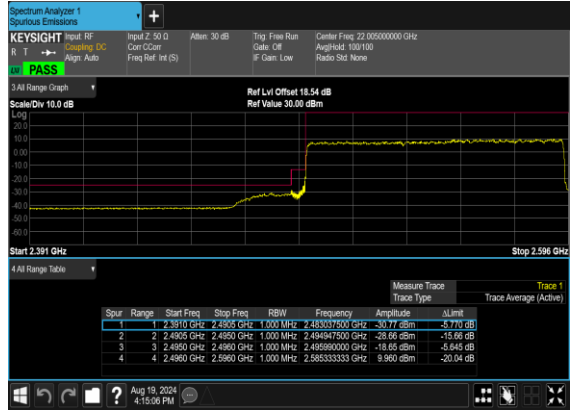 Spectrum Analyzer 1
Spurious Emissions
+
KEYSIGHT Input: RF Input Z: 50 Ω Atten: 30 dB Trig: Free Run Center Freq: 22.005000000 GHz
R T Coupling: DC Corr CCorr Gate: Off Avg|Hold: 100/100
Align: Auto Freq Ref: Int (S) IF Gain: Low Radio Std: None
LV PASS
3 All Range Graph
Ref Lvl Offset 18.54 dB
Scale/Div 10.0 dB Ref Value 30.00 dBm
Log
20.0
10.0
0.00
-10.0
-20.0
-30.0
-40.0
-50.0
-60.0
Start 2.391 GHz Stop 2.596 GHz
4 All Range Table
Measure Trace Trace 1
Trace Type Trace Average (Active)
Spur Range Start Freq Stop Freq RBW Frequency Amplitude ΔLimit
1 1 2.3910 GHz 2.4905 GHz 1.000 MHz 2.483037500 GHz -30.77 dBm -5.770 dB
2 2 2.4905 GHz 2.4950 GHz 1.000 MHz 2.494947500 GHz -28.66 dBm -15.66 dB
3 3 2.4950 GHz 2.4960 GHz 1.000 MHz 2.495990000 GHz -18.65 dBm -5.645 dB
4 4 2.4960 GHz 2.5960 GHz 1.000 MHz 2.585333333 GHz 9.960 dBm -20.04 dB
? Aug 19, 2024
4:15:06 PM